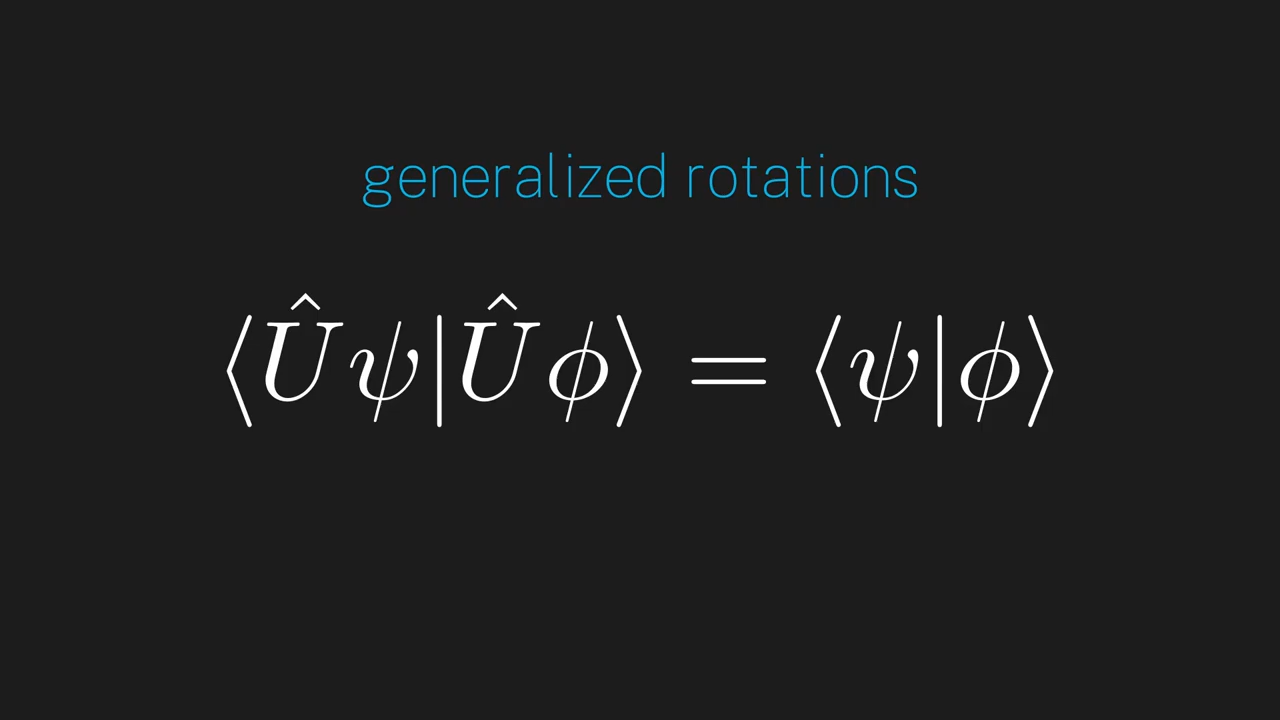 generalized rotations
⟨Ûψ|Ûϕ⟩ = ⟨ψ|ϕ⟩